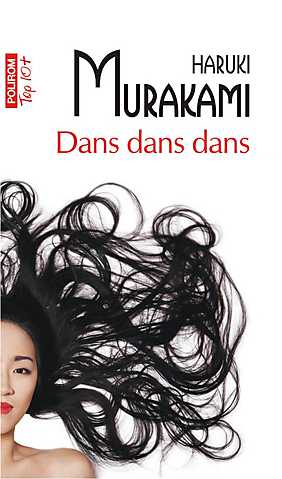 POLIROM
Top 10+
HARUKI
MURAKAMI
Dans dans dans